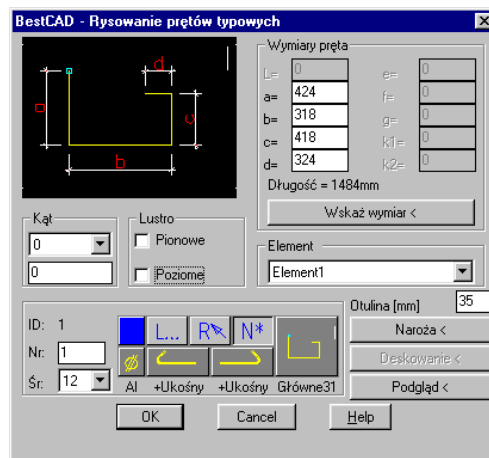 BestCAD - Rysowanie prętów typowych
a
b
c
d
Wymiary pręta
L= 0
e= 0
a= 424
f= 0
b= 318
g= 0
c= 418
k1= 0
d= 324
k2= 0
Długość = 1484mm
Wskaż wymiar <
Kąt
0
0
Lustro
Pionowe
Poziome
Element
Element1
Otulina [mm] 35
ID: 1
Nr: 1
Śr: 12
L... R N*
Al +Ukośny +Ukośny Główne31
Naroża <
Deskowanie <
Podgląd <
OK Cancel Help